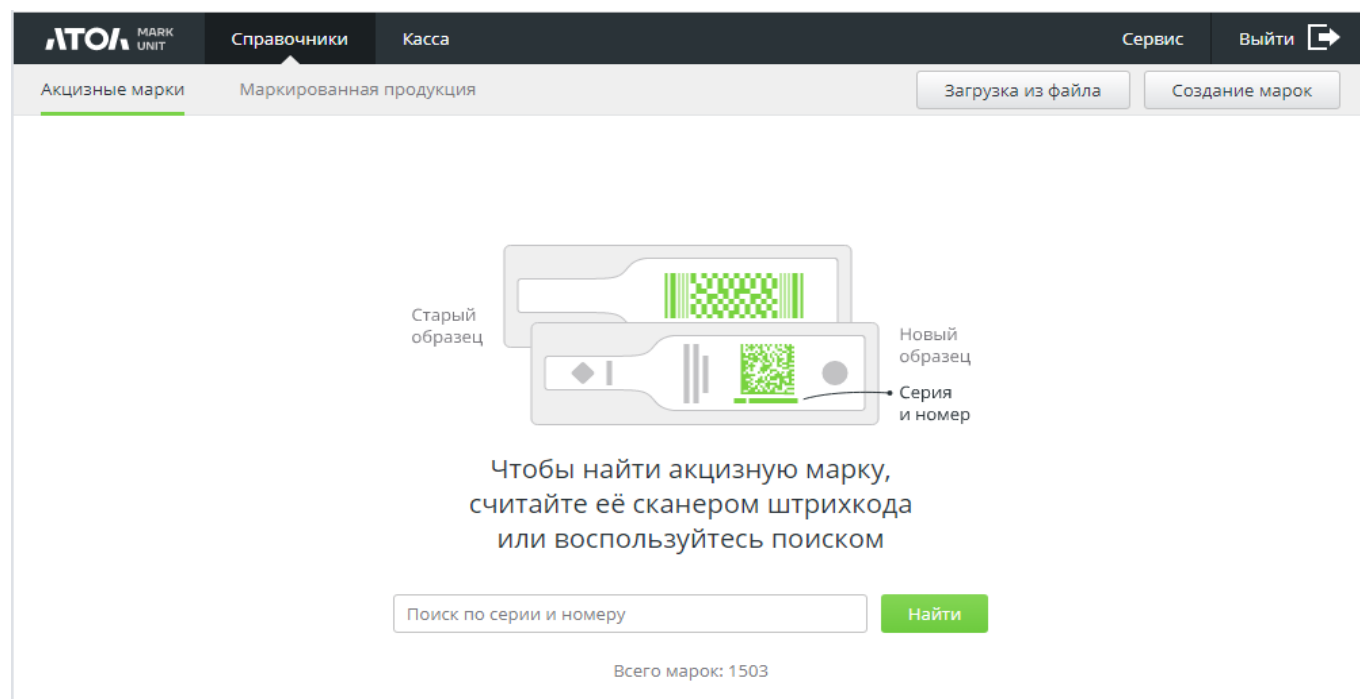 АТОЛ MARK UNIT
Справочники
Касса
Сервис
Выйти
Акцизные марки
Маркированная продукция
Загрузка из файла
Создание марок
Старый
образец
Новый
образец
Серия
и номер
Чтобы найти акцизную марку,
считайте её сканером штрихкода
или воспользуйтесь поиском
Поиск по серии и номеру
Найти
Всего марок: 1503